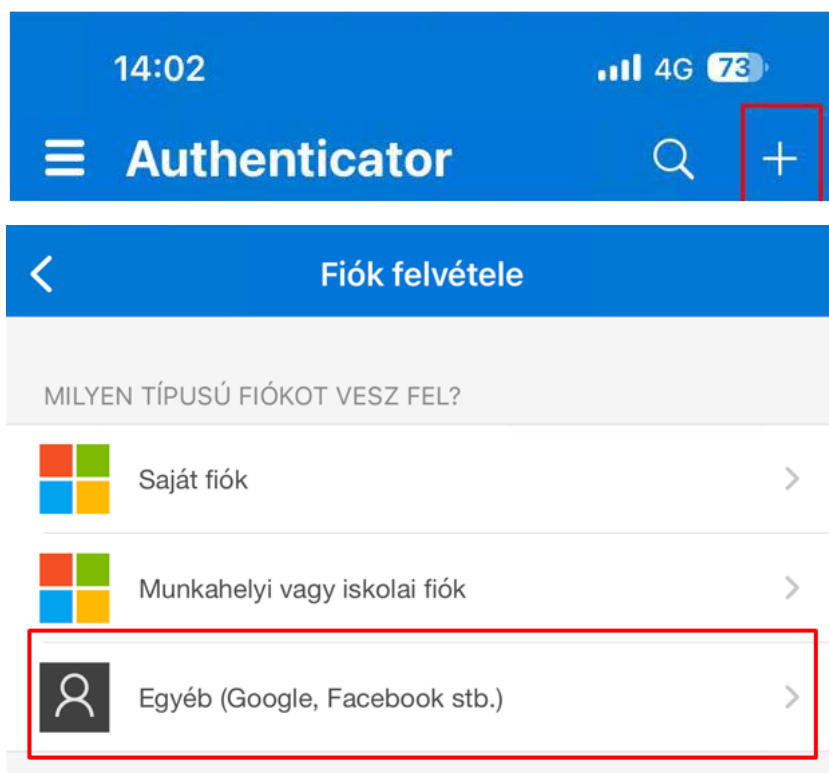 14:02 4G 73
Authenticator
Fiók felvétele
MILYEN TÍPUSÚ FIÓKOT VESZ FEL?
Saját fiók
Munkahelyi vagy iskolai fiók
Egyéb (Google, Facebook stb.)